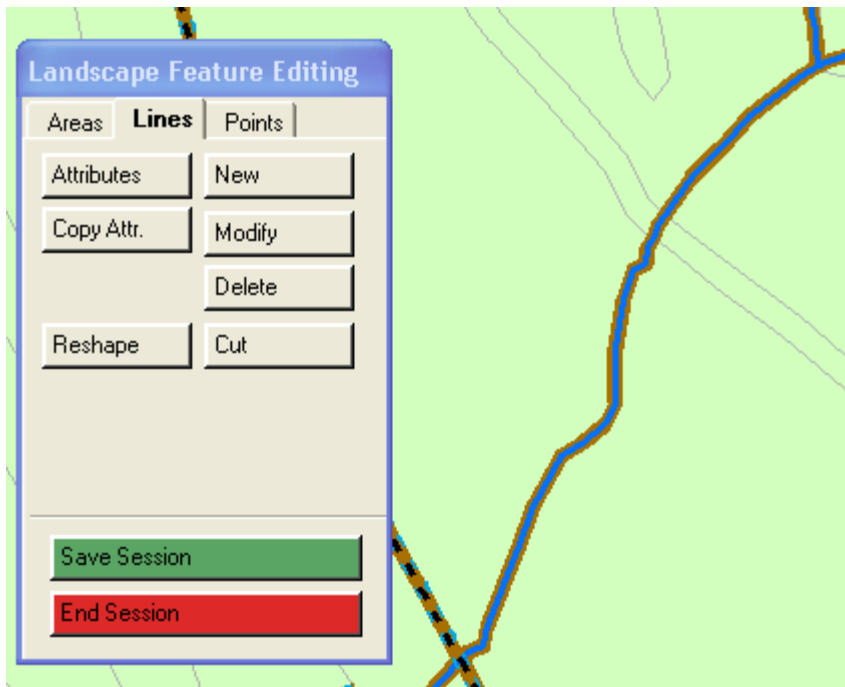 Landscape Feature Editing
Areas Lines Points
Attributes New
Copy Attr. Modify
Delete
Reshape Cut
Save Session
End Session